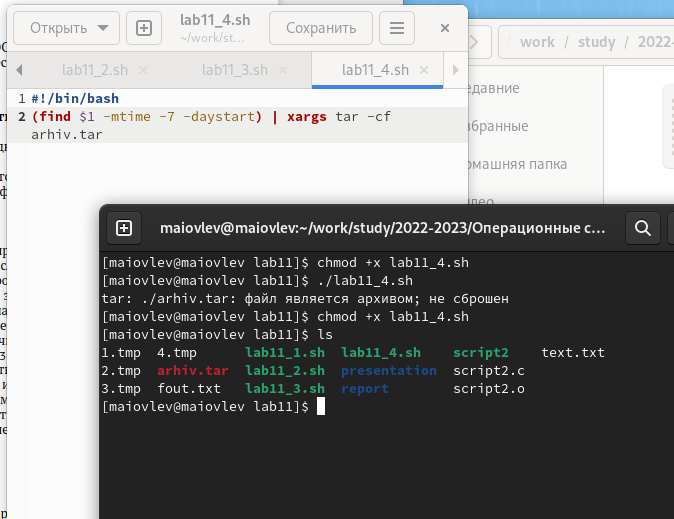 Открыть
lab11_4.sh
~/work/st…
Сохранить
lab11_2.sh
lab11_3.sh
lab11_4.sh
1 #!/bin/bash
2 (find $1 -mtime -7 -daystart) | xargs tar -cf
arhiv.tar
work / study / 2022-
maiovlev@maiovlev:~/work/study/2022-2023/Операционные с…
[maiovlev@maiovlev lab11]$ chmod +x lab11_4.sh
[maiovlev@maiovlev lab11]$ ./lab11_4.sh
tar: ./arhiv.tar: файл является архивом; не сброшен
[maiovlev@maiovlev lab11]$ chmod +x lab11_4.sh
[maiovlev@maiovlev lab11]$ ls
1.tmp 4.tmp lab11_1.sh lab11_4.sh script2 text.txt
2.tmp arhiv.tar lab11_2.sh presentation script2.c
3.tmp fout.txt lab11_3.sh report script2.o
[maiovlev@maiovlev lab11]$
едавние
збранные
омашняя папка